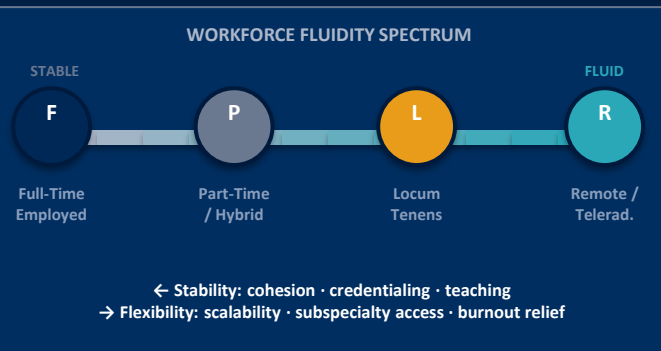 WORKFORCE FLUIDITY SPECTRUM
STABLE FLUID
F P L R
Full-Time Part-Time Locum Remote /
Employed / Hybrid Tenens Telerad.
← Stability: cohesion · credentialing · teaching
→ Flexibility: scalability · subspecialty access · burnout relief